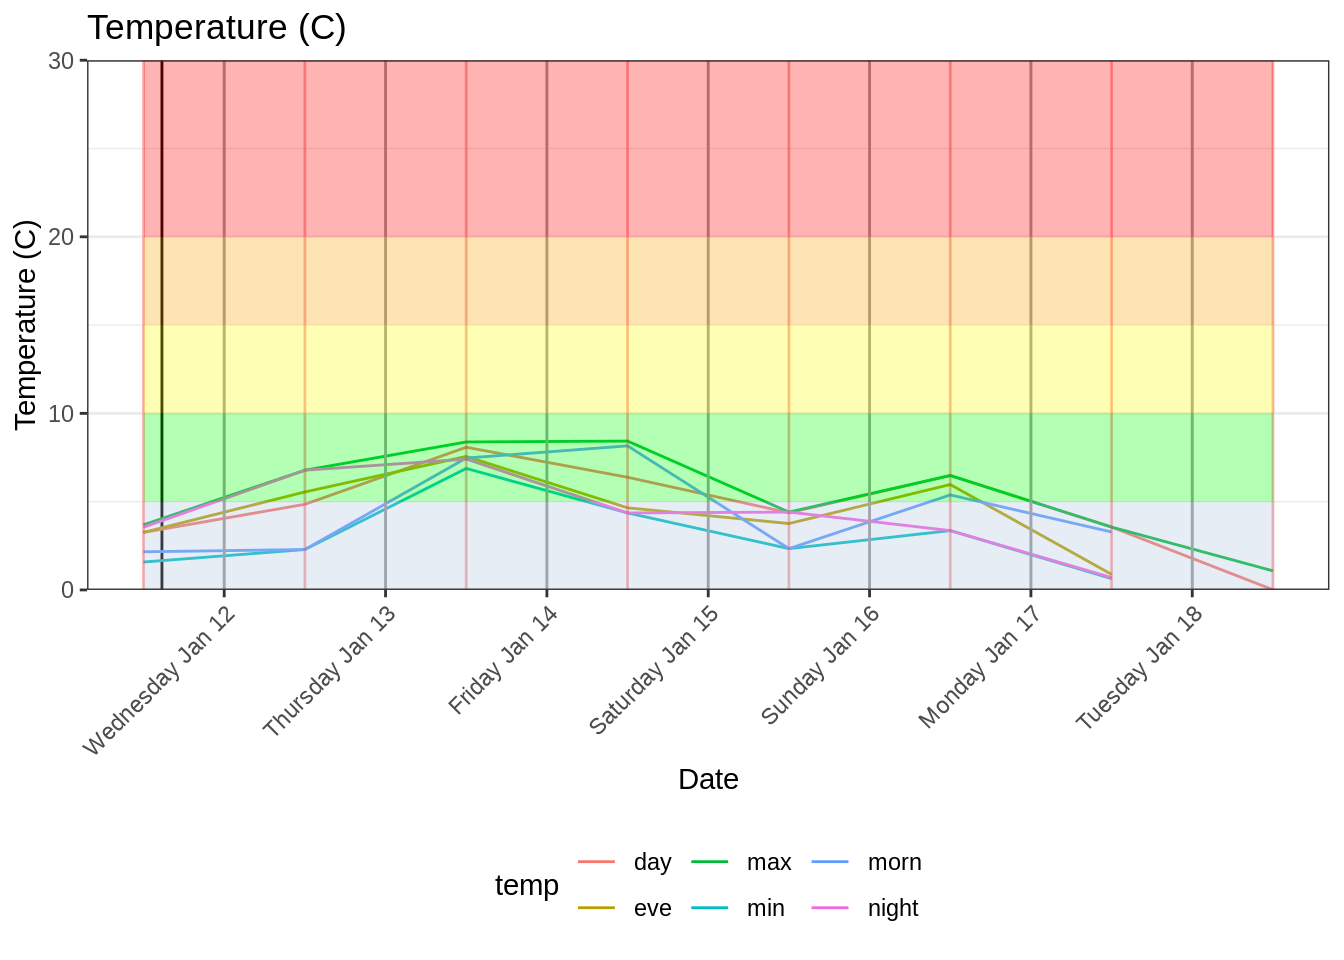 Temperature (C)
30
20
10
0
Temperature (C)
Wednesday Jan 12
Thursday Jan 13
Friday Jan 14
Saturday Jan 15
Sunday Jan 16
Monday Jan 17
Tuesday Jan 18
Date
temp
day max morn
eve min night